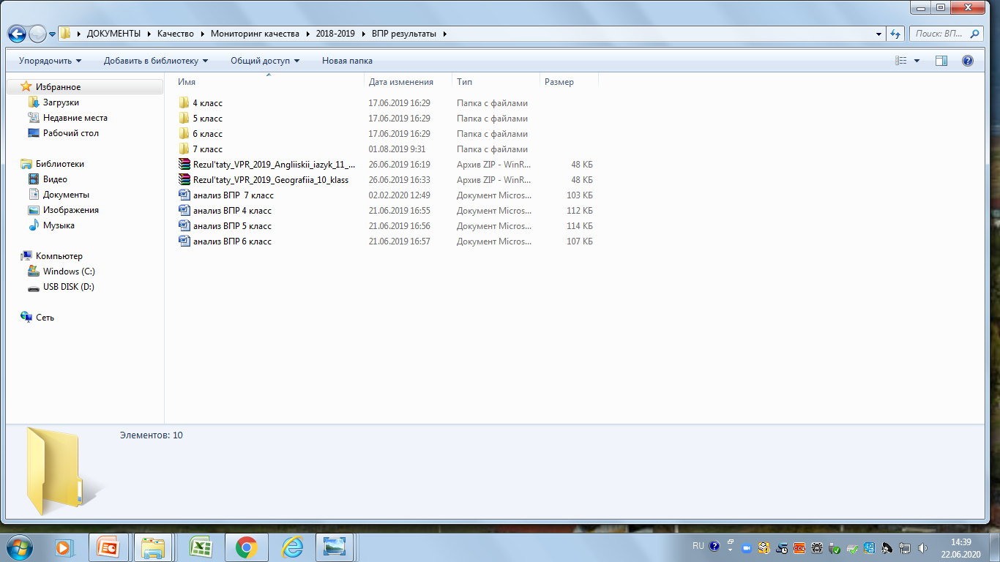 ДОКУМЕНТЫ Качество Мониторинг качества 2018-2019 ВПР результаты
Поиск: ВП...
Упорядочить Добавить в библиотеку Общий доступ Новая папка
Избранное
Загрузки
Недавние места
Рабочий стол
Библиотеки
Видео
Документы
Изображения
Музыка
Компьютер
Windows (C:)
USB DISK (D:)
Сеть
Имя Дата изменения Тип Размер
4 класс 17.06.2019 16:29 Папка с файлами
5 класс 17.06.2019 16:29 Папка с файлами
6 класс 17.06.2019 16:29 Папка с файлами
7 класс 01.08.2019 9:31 Папка с файлами
Rezul'taty_VPR_2019_Angliiskii_iazyk_11_... 26.06.2019 16:19 Архив ZIP - WinR... 48 КБ
Rezul'taty_VPR_2019_Geografiia_10_klass 26.06.2019 16:33 Архив ZIP - WinR... 48 КБ
анализ ВПР  7 класс 02.02.2020 12:49 Документ Micros... 103 КБ
анализ ВПР 4 класс 21.06.2019 16:55 Документ Micros... 112 КБ
анализ ВПР 5 класс 21.06.2019 16:56 Документ Micros... 114 КБ
анализ ВПР 6 класс 21.06.2019 16:57 Документ Micros... 107 КБ
Элементов: 10
RU
14:39
22.06.2020